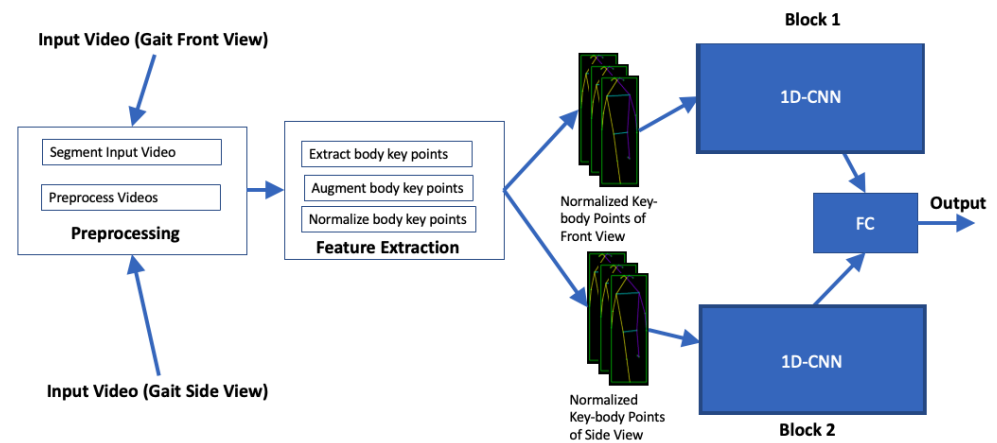 Input Video (Gait Front View)
Segment Input Video
Preprocess Videos
Preprocessing
Input Video (Gait Side View)
Extract body key points
Augment body key points
Normalize body key points
Feature Extraction
Normalized Key-
body Points of
Front View
Normalized
Key-body Points
of Side View
Block 1
1D-CNN
FC
Output
1D-CNN
Block 2